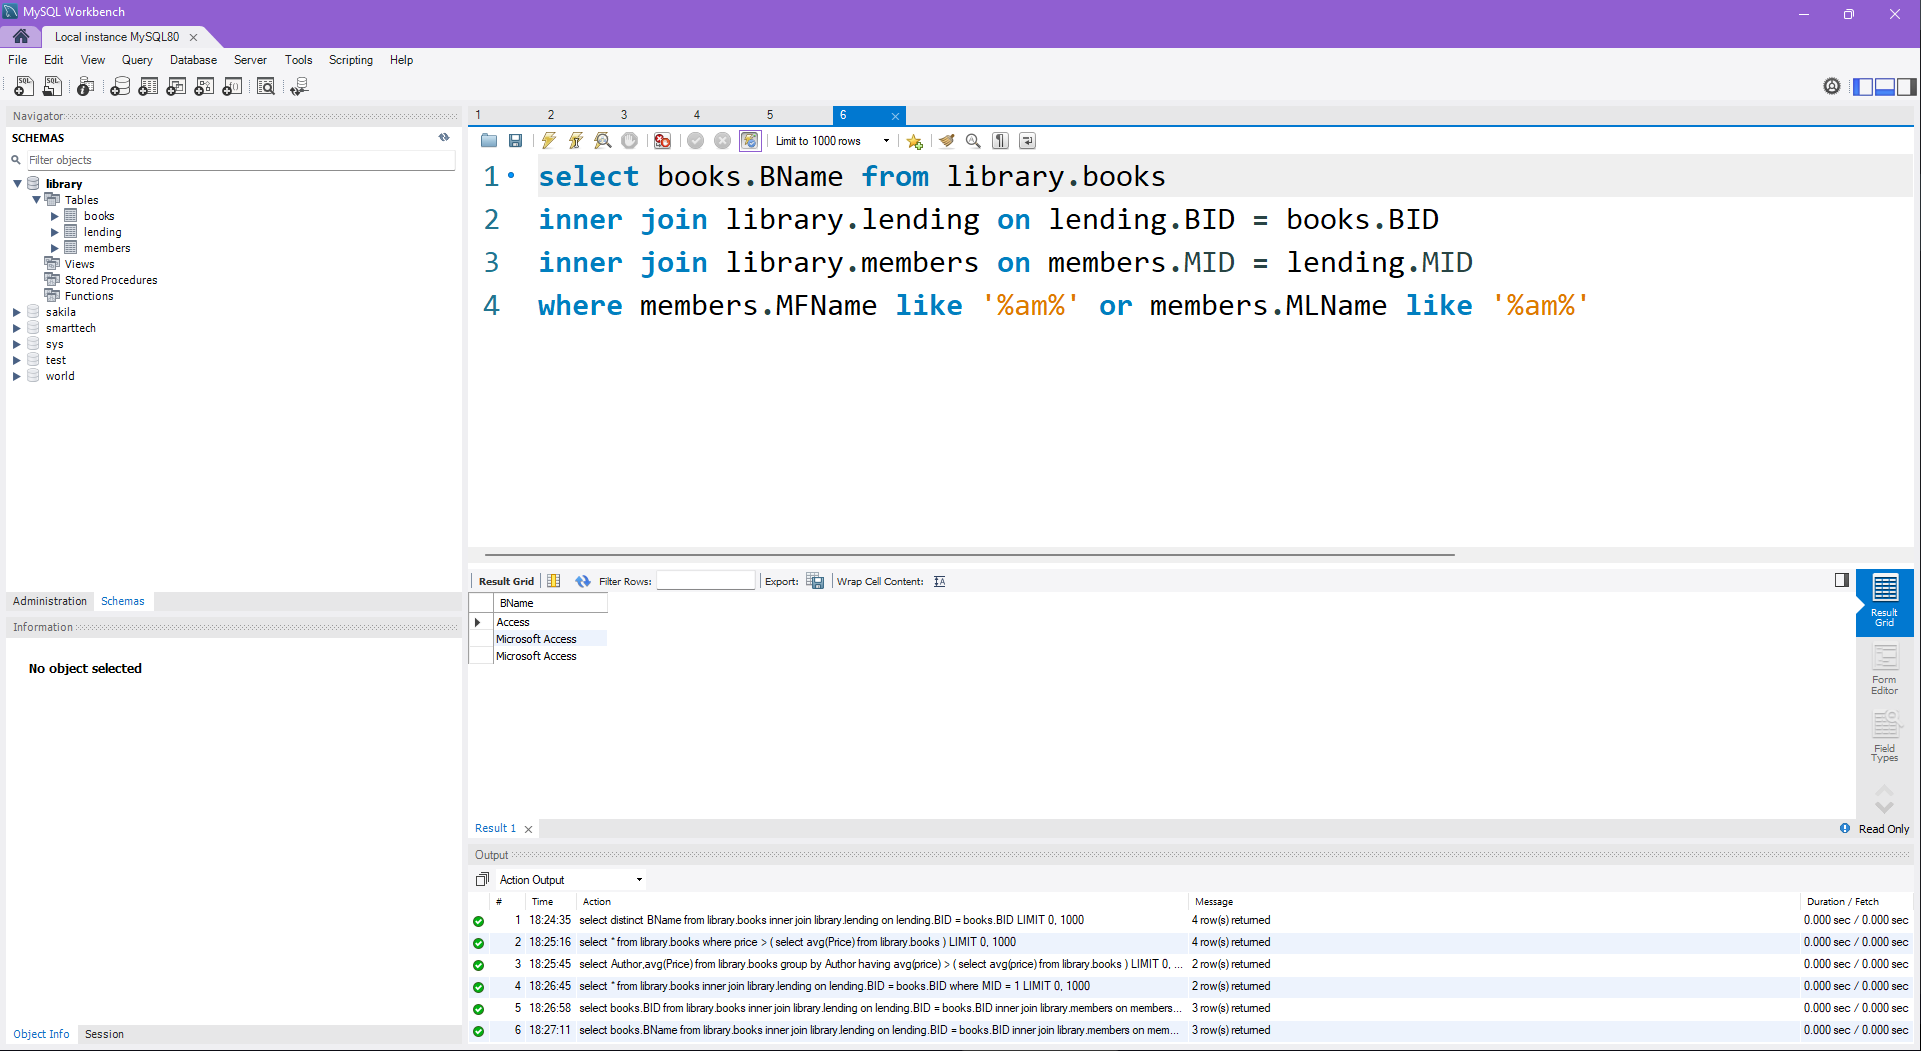 MySQL Workbench
Local instance MySQL80
File Edit View Query Database Server Tools Scripting Help
Navigator
SCHEMAS
Filter objects
library
Tables
books
lending
members
Views
Stored Procedures
Functions
sakila
smarttech
sys
test
world
Administration Schemas
Information
No object selected
Object Info Session
1 2 3 4 5 6
Limit to 1000 rows
1 select books.BName from library.books
2 inner join library.lending on lending.BID = books.BID
3 inner join library.members on members.MID = lending.MID
4 where members.MFName like '%am%' or members.MLName like '%am%'
Result Grid Filter Rows: Export: Wrap Cell Content:
BName
Access
Microsoft Access
Microsoft Access
Result
Grid
Form
Editor
Field
Types
Result 1
Read Only
Output
Action Output
# Time Action Message Duration / Fetch
1 18:24:35 select distinct BName from library.books inner join library.lending on lending.BID = books.BID LIMIT 0, 1000 4 row(s) returned 0.000 sec / 0.000 sec
2 18:25:16 select * from library.books where price > ( select avg(Price) from library.books ) LIMIT 0, 1000 4 row(s) returned 0.000 sec / 0.000 sec
3 18:25:45 select Author,avg(Price) from library.books group by Author having avg(price) > ( select avg(price) from library.books ) LIMIT 0, ... 2 row(s) returned 0.000 sec / 0.000 sec
4 18:26:45 select * from library.books inner join library.lending on lending.BID = books.BID where MID = 1 LIMIT 0, 1000 2 row(s) returned 0.000 sec / 0.000 sec
5 18:26:58 select books.BID from library.books inner join library.lending on lending.BID = books.BID inner join library.members on members... 3 row(s) returned 0.000 sec / 0.000 sec
6 18:27:11 select books.BName from library.books inner join library.lending on lending.BID = books.BID inner join library.members on mem... 3 row(s) returned 0.000 sec / 0.000 sec